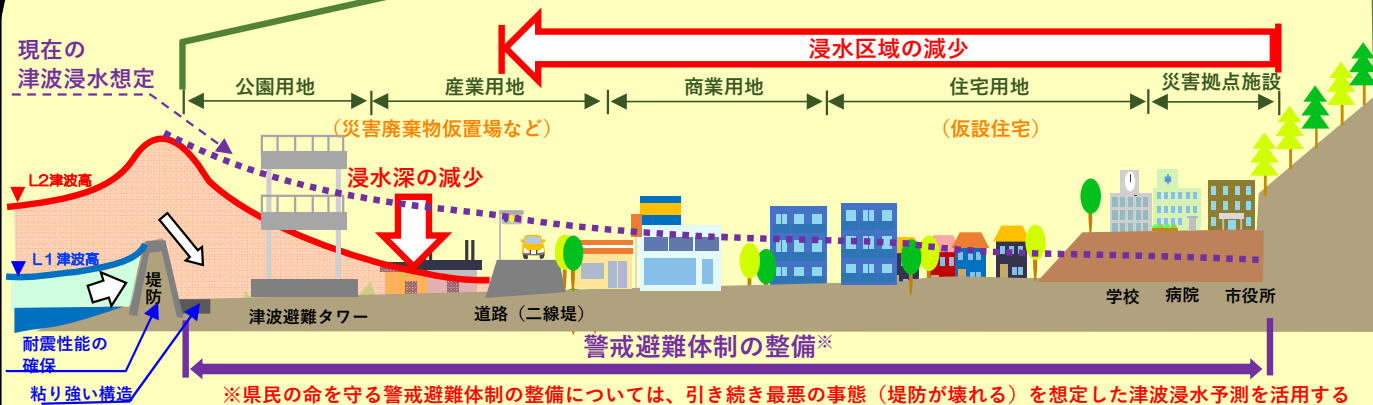 現在の
津波浸水想定
浸水区域の減少
公園用地
産業用地
商業用地
住宅用地
災害拠点施設
（災害廃棄物仮置場など）
（仮設住宅）
L2津波高
浸水深の減少
L1津波高
堤防
津波避難タワー
道路（二線堤）
学校
病院
市役所
耐震性能の
確保
粘り強い構造
警戒避難体制の整備※
※県民の命を守る警戒避難体制の整備については、引き続き最悪の事態（堤防が壊れる）を想定した津波浸水予測を活用する